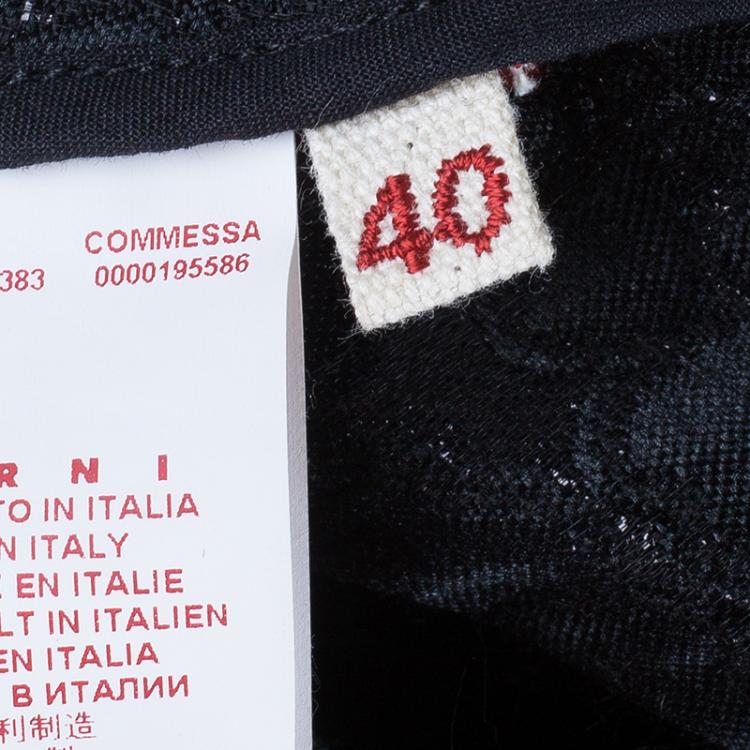 40
COMMESSA
383 0000195586
R N I
TO IN ITALIA
IN ITALY
EN ITALIE
LT IN ITALIEN
EN ITALIA
В ИТАЛИИ
利制造